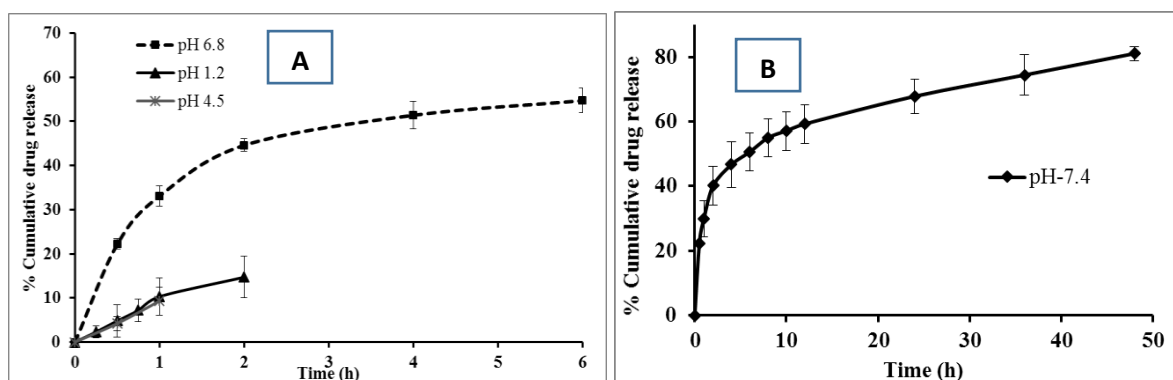 % Cumulative drug release
70
60
50
40
30
20
10
0
pH 6.8
pH 1.2
pH 4.5
A
0 1 2 3 4 5 6
Time (h)
% Cumulative drug release
80
60
40
20
0
B
pH-7.4
0 10 20 30 40 50
Time (h)